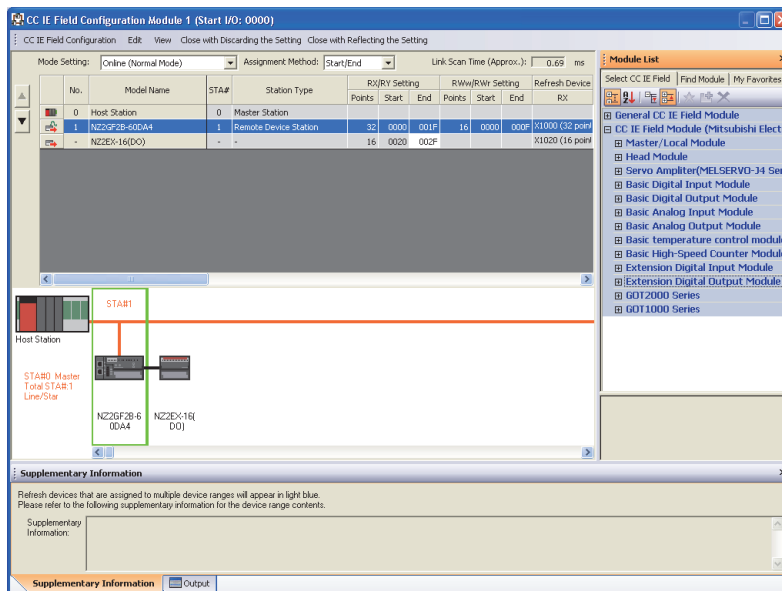 CC IE Field Configuration Module 1 (Start I/O: 0000)
CC IE Field Configuration Edit View Close with Discarding the Setting Close with Reflecting the Setting
Mode Setting: Online (Normal Mode) Assignment Method: Start/End Link Scan Time (Approx.): 0.69 ms
No. Model Name STA# Station Type RX/RY Setting RWw/RWr Setting Refresh Device
Points Start End Points Start End RX
0 Host Station 0 Master Station
1 NZ2GF2B-60DA4 1 Remote Device Station 32 0000 001F 16 0000 000F X1000 (32 point
- NZ2EX-16(DO) - - 16 0020 002F X1020 (16 point
STA#1
Host Station
STA#0 Master
Total STA#:1
Line/Star
NZ2GF2B-6
0DA4
NZ2EX-16(
DO)
Module List
Select CC IE Field Find Module My Favorites
General CC IE Field Module
CC IE Field Module (Mitsubishi Elect
Master/Local Module
Head Module
Servo Ampliter(MELSERVO-J4 Ser
Basic Digital Input Module
Basic Digital Output Module
Basic Analog Input Module
Basic Analog Output Module
Basic temperature control modul
Basic High-Speed Counter Modul
Extension Digital Input Module
Extension Digital Output Module
GOT2000 Series
GOT1000 Series
Supplementary Information
Refresh devices that are assigned to multiple device ranges will appear in light blue.
Please refer to the following supplementary information for the device range contents.
Supplementary
Information:
Supplementary Information Output